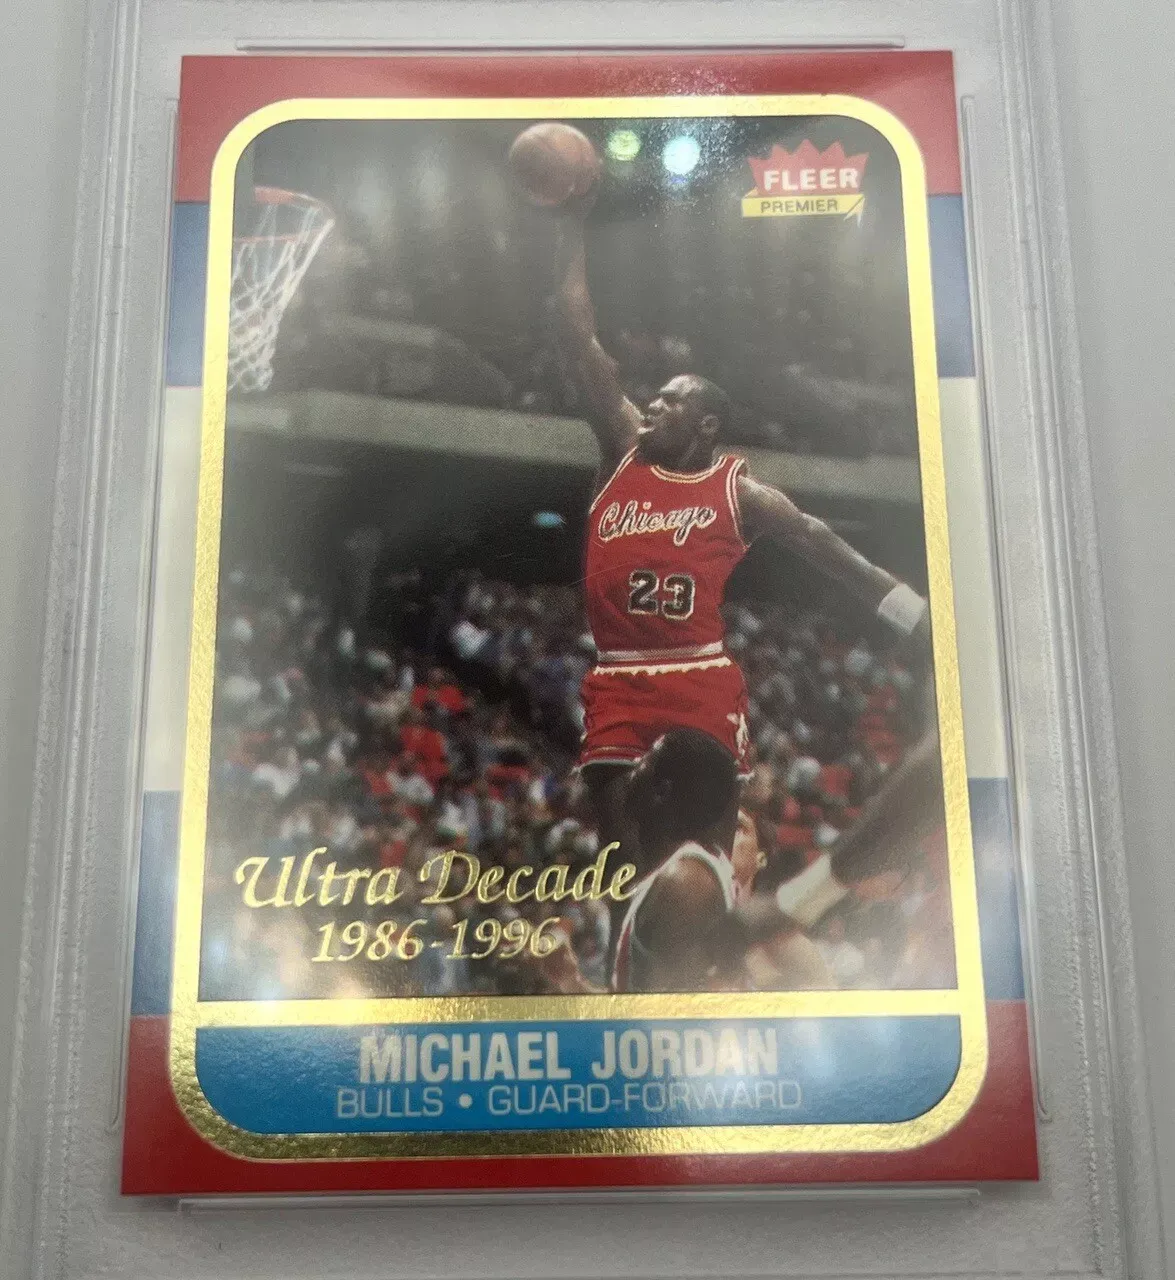 FLEER
PREMIER
Chicago
23
Ultra Decade
1986-1996
MICHAEL JORDAN
BULLS • GUARD-FORWARD